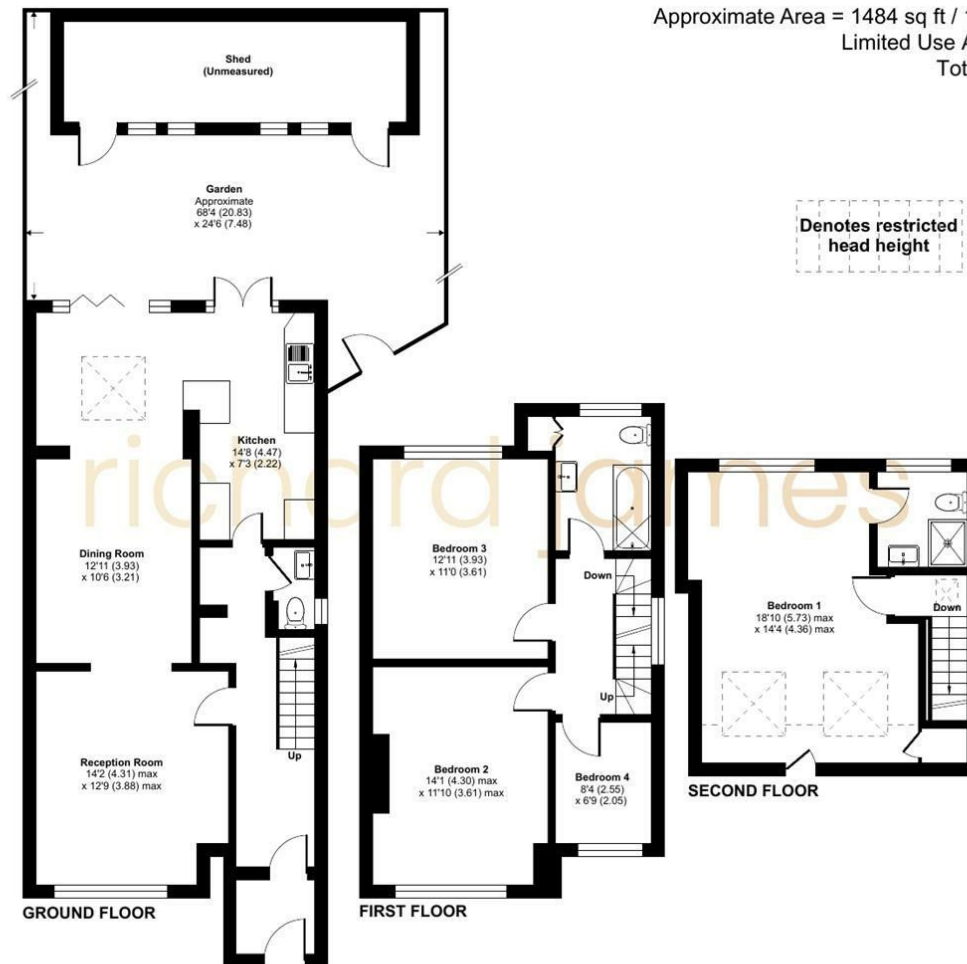 Approximate Area = 1484 sq ft /
Limited Use
Shed
(Unmeasured)
Garden
Approximate
68'4 (20.83)
x 24'6 (7.48)
Denotes restricted
head height
Kitchen
14'8 (4.47)
x 7'3 (2.22)
richard james
Dining Room
12'11 (3.93)
x 10'6 (3.21)
Bedroom 3
12'11 (3.93)
x 11'0 (3.61)
Down
Up
Bedroom 1
18'10 (5.73) max
x 14'4 (4.36) max
Down
Reception Room
14'2 (4.31) max
x 12'9 (3.88) max
Up
Bedroom 2
14'1 (4.30) max
x 11'10 (3.61) max
Bedroom 4
8'4 (2.55)
x 6'9 (2.05)
SECOND FLOOR
GROUND FLOOR
FIRST FLOOR